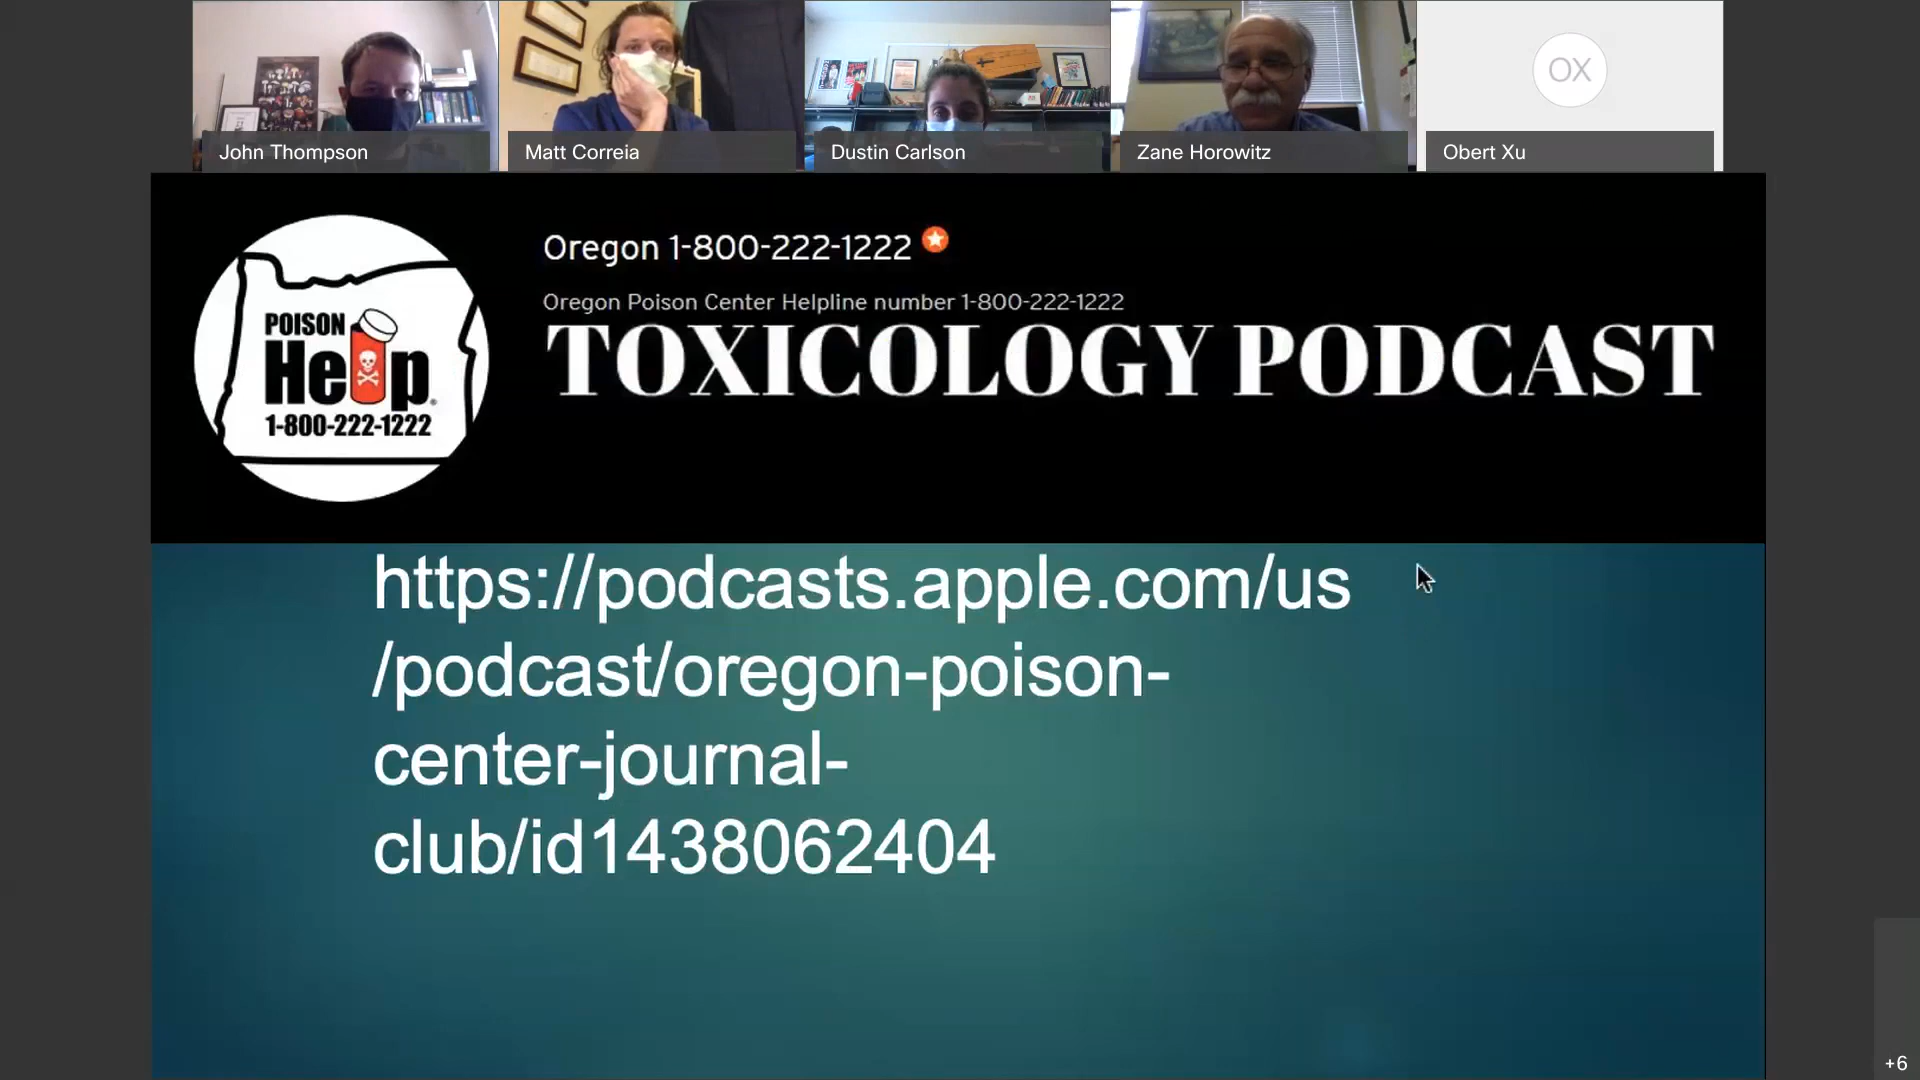 John Thompson
Matt Correia
Dustin Carlson
Zane Horowitz
OX
Obert Xu
Oregon 1-800-222-1222
Oregon Poison Center Helpline number 1-800-222-1222
TOXICOLOGY PODCAST
POISON
Help
1-800-222-1222
https://podcasts.apple.com/us
/podcast/oregon-poison-
center-journal-
club/id1438062404
+6